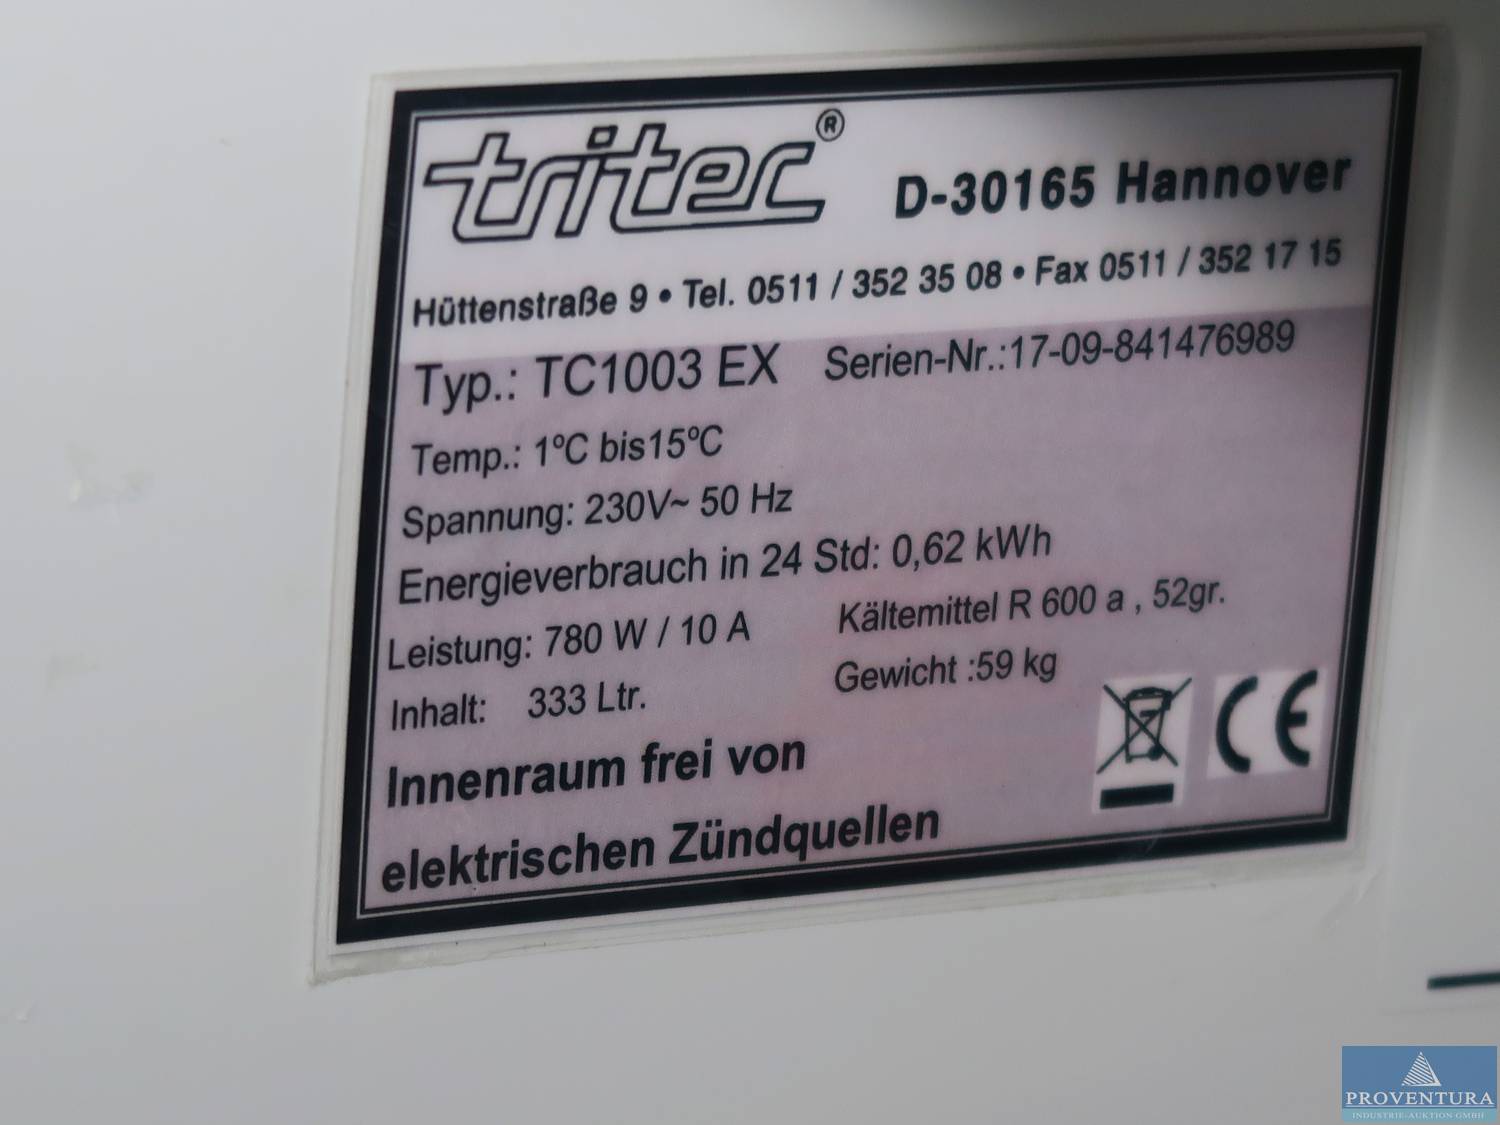 tritec®
D-30165 Hannover
Hüttenstraße 9 • Tel. 0511 / 352 35 08 • Fax 0511 / 352 17 15
Typ.: TC1003 EX Serien-Nr.:17-09-841476989
Temp.: 1ºC bis15ºC
Spannung: 230V~ 50 Hz
Energieverbrauch in 24 Std: 0,62 kWh
Leistung: 780 W / 10 A Kältemittel R 600 a , 52gr.
Inhalt: 333 Ltr. Gewicht :59 kg
Innenraum frei von
elektrischen Zündquellen
CE
PROVENTURA
INDUSTRIE-AUKTION GMBH